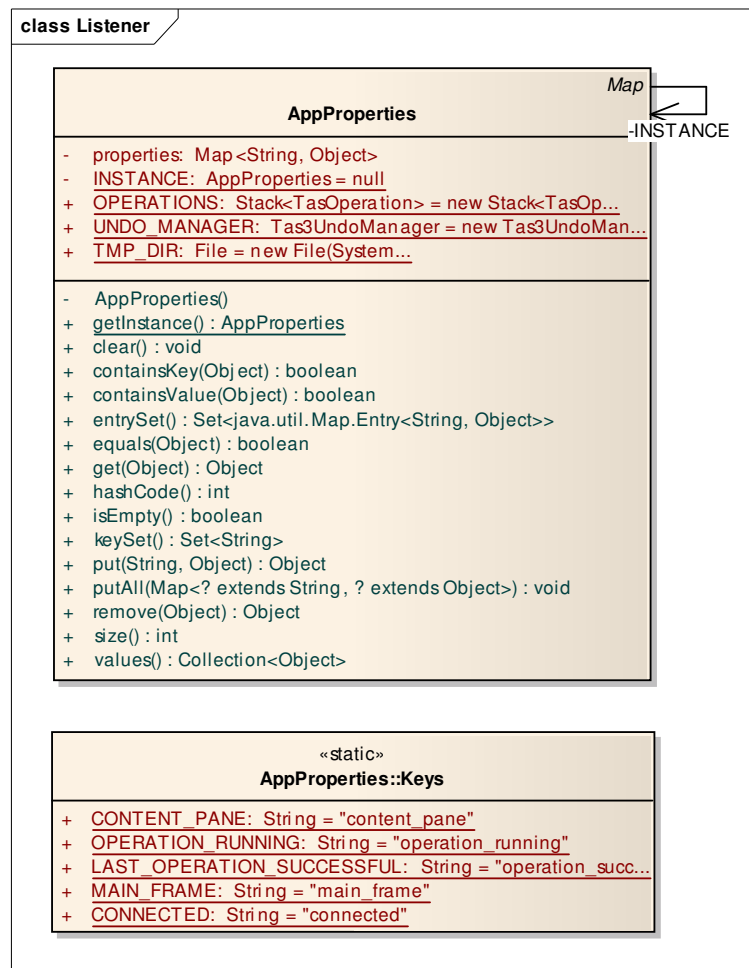 class Listener
Map
AppProperties
-INSTANCE
- properties: Map<String, Object>
- INSTANCE: AppProperties = null
+ OPERATIONS: Stack<TasOperation> = new Stack<TasOp...
+ UNDO_MANAGER: Tas3UndoManager = new Tas3UndoMan...
+ TMP_DIR: File = new File(System...
- AppProperties()
+ getInstance() : AppProperties
+ clear() : void
+ containsKey(Object) : boolean
+ containsValue(Object) : boolean
+ entrySet() : Set<java.util.Map.Entry<String, Object>>
+ equals(Object) : boolean
+ get(Object) : Object
+ hashCode() : int
+ isEmpty() : boolean
+ keySet() : Set<String>
+ put(String, Object) : Object
+ putAll(Map<? extends String, ? extends Object>) : void
+ remove(Object) : Object
+ size() : int
+ values() : Collection<Object>
«static»
AppProperties::Keys
+ CONTENT_PANE: String = "content_pane"
+ OPERATION_RUNNING: String = "operation_running"
+ LAST_OPERATION_SUCCESSFUL: String = "operation_succ...
+ MAIN_FRAME: String = "main_frame"
+ CONNECTED: String = "connected"